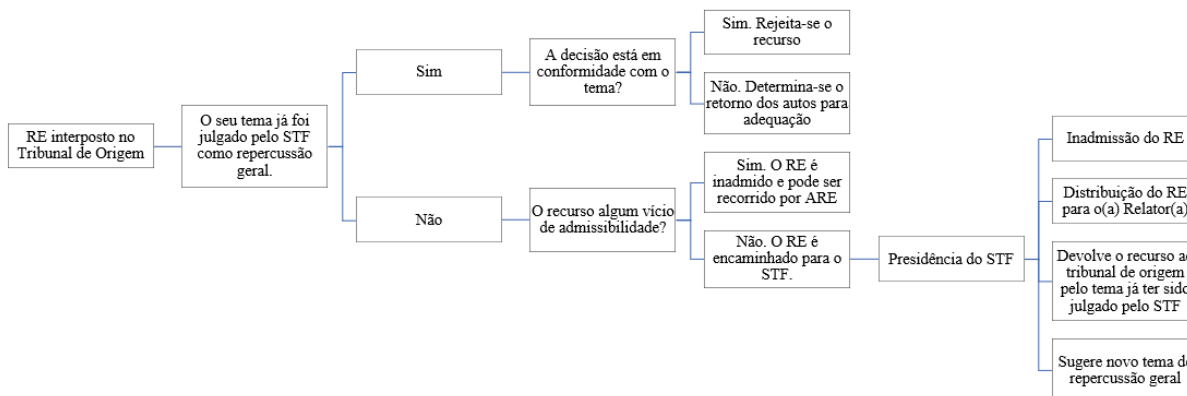 RE interposto no
Tribunal de Origem
O seu tema já foi
julgado pelo STF
como repercussão
geral.
Sim
A decisão está em
conformidade com o
tema?
Sim. Rejeita-se o
recurso
Não. Determina-se o
retorno dos autos para
adequação
Não
O recurso algum vício
de admissibilidade?
Sim. O RE é
inadmido e pode ser
recorrido por ARE
Não. O RE é
encaminhado para o
STF.
Presidência do STF
Inadmissão do RE
Distribuição do RE
para o(a) Relator(a)
Devolve o recurso
tribunal de origem
pelo tema já ter sido
julgado pelo STF
Sugere novo tema
repercussão geral